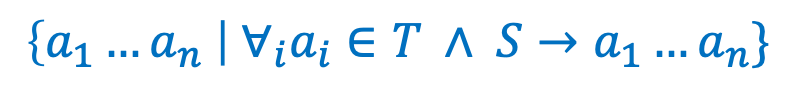 {a₁ … aₙ | ∀ᵢaᵢ ∈ T ∧ S → a₁ … aₙ}